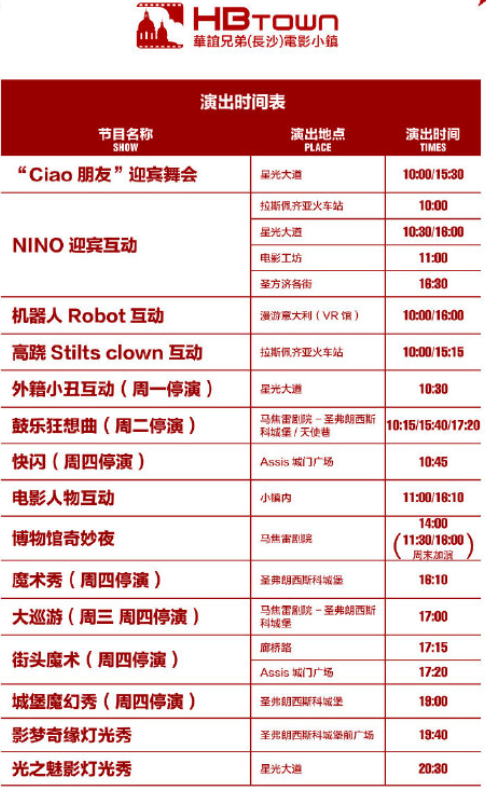 HBTOWN
華誼兄弟(長沙)電影小鎮
演出时间表
节目名称 演出地点 演出时间
SHOW PLACE TIMES
“Ciao 朋友”迎宾舞会 星光大道 10:00/15:30
NINO 迎宾互动
拉斯佩齐亚火车站 10:00
星光大道 10:30/16:00
电影工坊 11:00
圣方济各街 16:30
机器人 Robot 互动 漫游意大利（VR 馆） 10:00/16:00
高跷 Stilts clown 互动 拉斯佩齐亚火车站 10:00/15:15
外籍小丑互动（周一停演） 星光大道 10:30
鼓乐狂想曲（周二停演） 马焦雷剧院－圣弗朗西斯 10:15/15:40/17:20
科城堡 / 天使巷
快闪（周四停演） Assis 城门广场 10:45
电影人物互动 小镇内 11:00/16:10
博物馆奇妙夜 马焦雷剧院 14:00
（11:30/16:00）
周末加演
魔术秀（周四停演） 圣弗朗西斯科城堡 16:10
大巡游（周三 周四停演） 马焦雷剧院－圣弗朗西斯 17:00
科城堡
街头魔术（周四停演）
廊桥路 17:15
Assis 城门广场 17:20
城堡魔幻秀（周四停演） 圣弗朗西斯科城堡 19:00
影梦奇缘灯光秀 圣弗朗西斯科城堡前广场 19:40
光之魅影灯光秀 星光大道 20:30